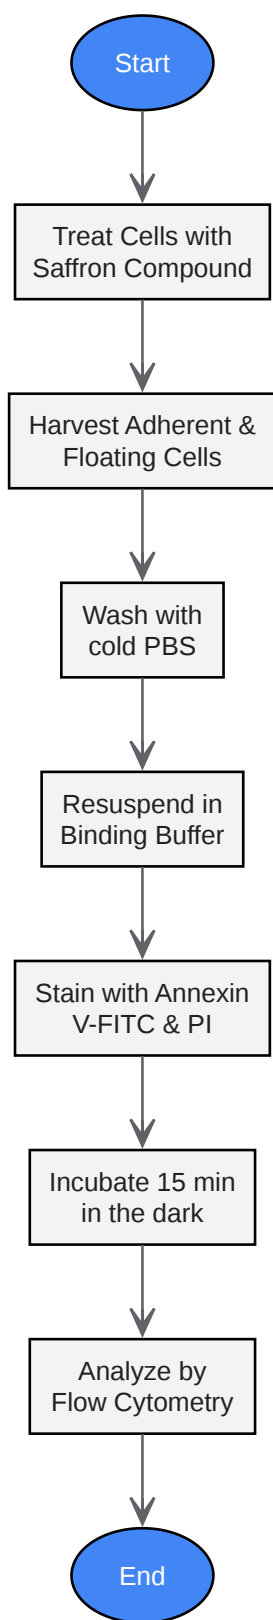 Start
Treat Cells with
Saffron Compound
Harvest Adherent &
Floating Cells
Wash with
cold PBS
Resuspend in
Binding Buffer
Stain with Annexin
V-FITC & PI
Incubate 15 min
in the dark
Analyze by
Flow Cytometry
End